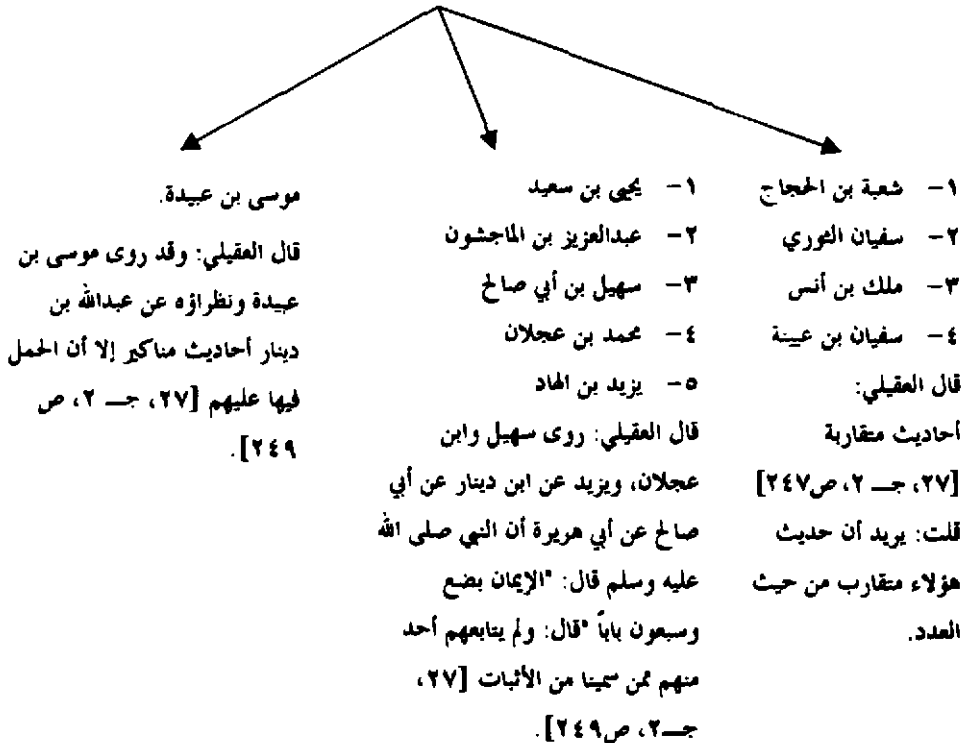 ١- شعبة بن الحجاج
٢- سفيان الثوري
٣- ملك بن أنس
٤- سفيان بن عيينة
قال العقيلي:
أحاديث متقاربة
[٢٧، جـ ٢، ص٢٤٧]
قلت: يريد أن حديث
هؤلاء متقارب من حيث
العدد.
١- يحيى بن سعيد
٢- عبدالعزيز بن الماجشون
٣- سهيل بن أبي صالح
٤- محمد بن عجلان
٥- يزيد بن الهاد
قال العقيلي: روى سهيل وابن
عجلان، ويزيد عن ابن دينار عن أبي
صالح عن أبي هريرة أن النبي صلى الله
عليه وسلم قال: "الإيمان بضع
وسبعون باباً "قال: ولم يتابعهم أحد
منهم ممن سمينا من الأثبات [٢٧،
جـ٢، ص٢٤٩].
موسى بن عبيدة.
قال العقيلي: وقد روى موسى بن
عبيدة ونظراؤه عن عبدالله بن
دينار أحاديث مناكير إلا أن الحمل
فيها عليهم [٢٧، جـ ٢، ص
٢٤٩].